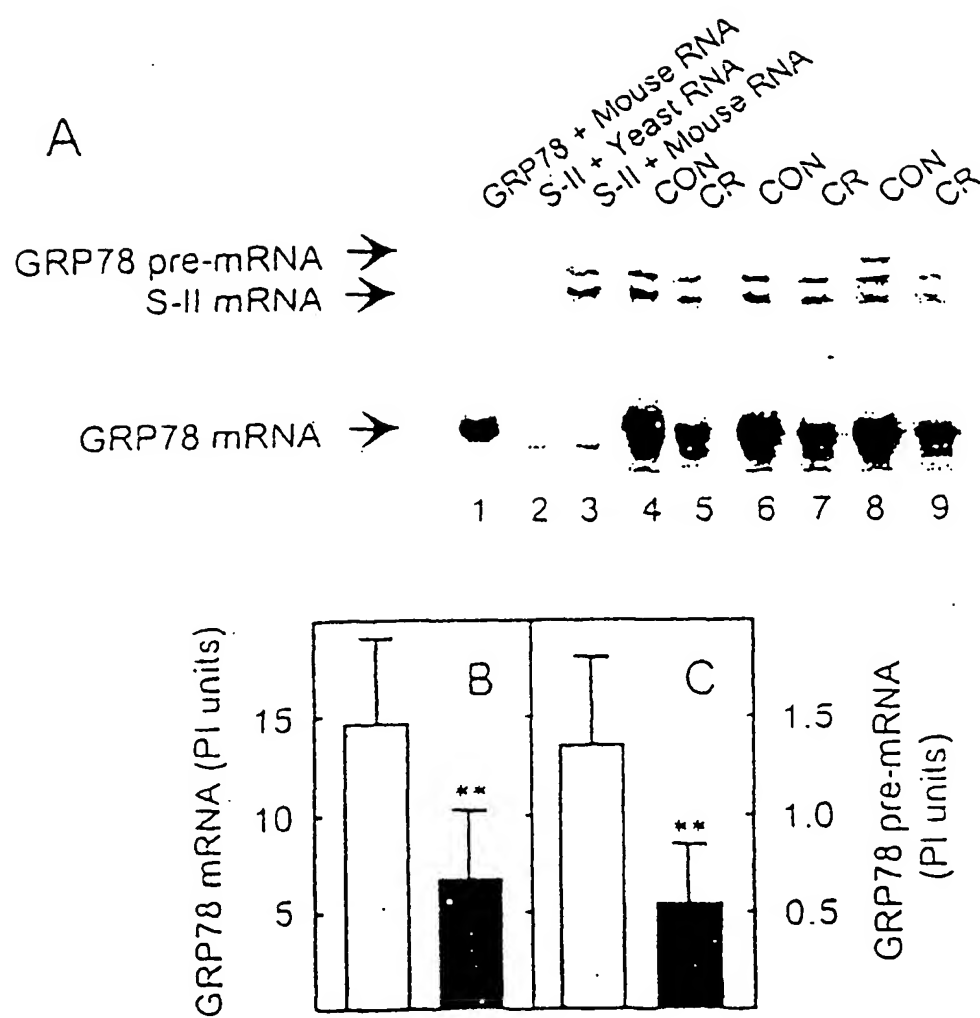 A
GRP78 + Mouse RNA
S-II + Yeast RNA
S-II + Mouse RNA
CON
CR
CON
CR
CON
CR
GRP78 pre-mRNA
S-II mRNA
GRP78 mRNA
1 2 3 4 5 6 7 8 9
B
C
GRP78 mRNA (PI units)
15
10
5
**
**
1.5
1.0
0.5
GRP78 pre-mRNA
(PI units)